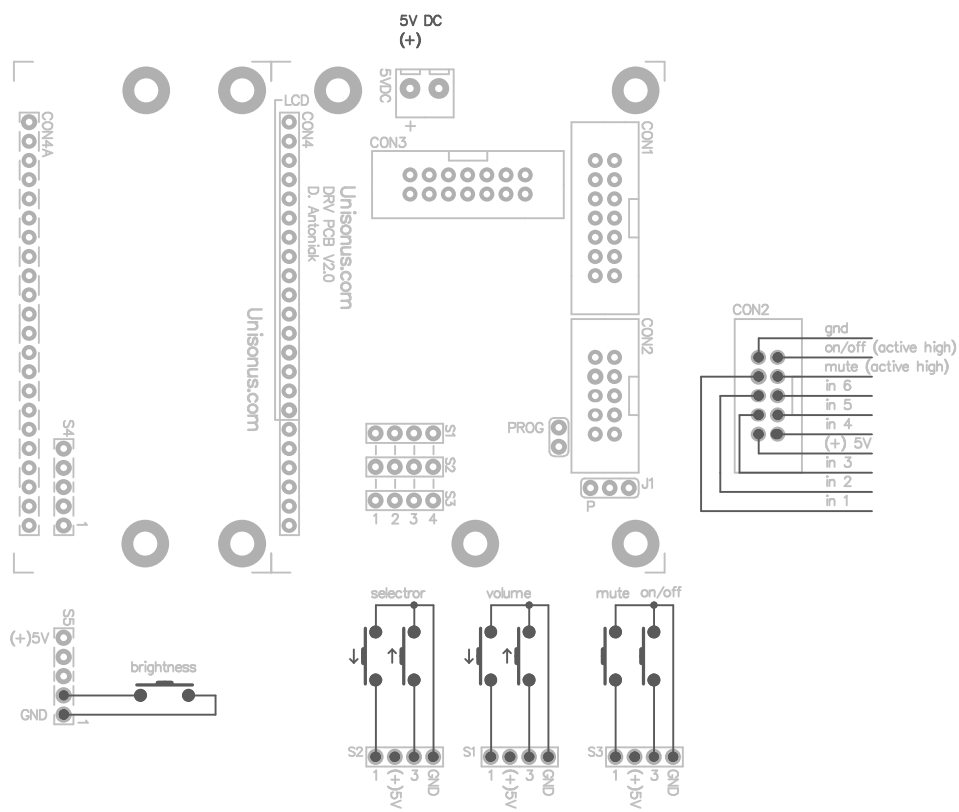 5V DC
(+)
5VDC
+
LCD
CON4A
CON4
CON3
CON1
Unisonus.com
DRV PCB V2.0
D. Antoniak
Unisonus.com
CON2
CON2
gnd
on/off (active high)
mute (active high)
in 6
in 5
in 4
(+) 5V
in 3
in 2
in 1
S4
1
PROG
S1
S2
S3
1 2 3 4
J1
P
selectror
volume
mute on/off
S5
(+)5V
brightness
GND
1
↓ ↑
↓ ↑
S2
1 (+)5V 3 GND
S1
1 (+)5V 3 GND
S3
1 (+)5V 3 GND